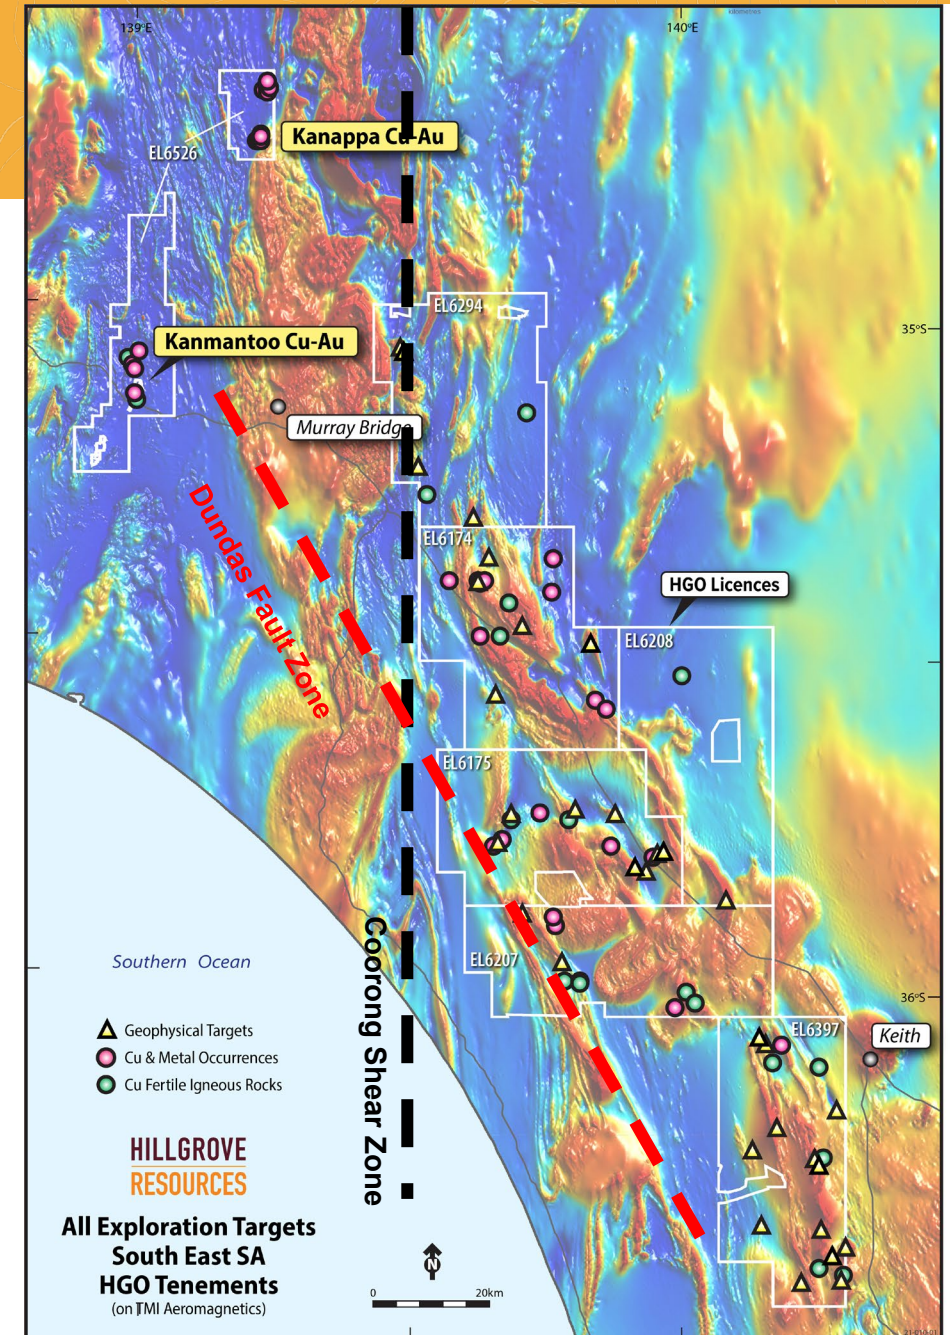 kilometres
139°E
140°E
Kanappa Cu-Au
EL6526
EL6294
35°S
Kanmantoo Cu-Au
Murray Bridge
Dundas Fault Zone
EL6174
HGO Licences
EL6208
EL6175
Coorong Shear Zone
Southern Ocean
EL6207
36°S
EL6397
Keith
Geophysical Targets
Cu & Metal Occurrences
Cu Fertile Igneous Rocks
HILLGROVE
RESOURCES
All Exploration Targets
South East SA
HGO Tenements
(on TMI Aeromagnetics)
N
0 20km